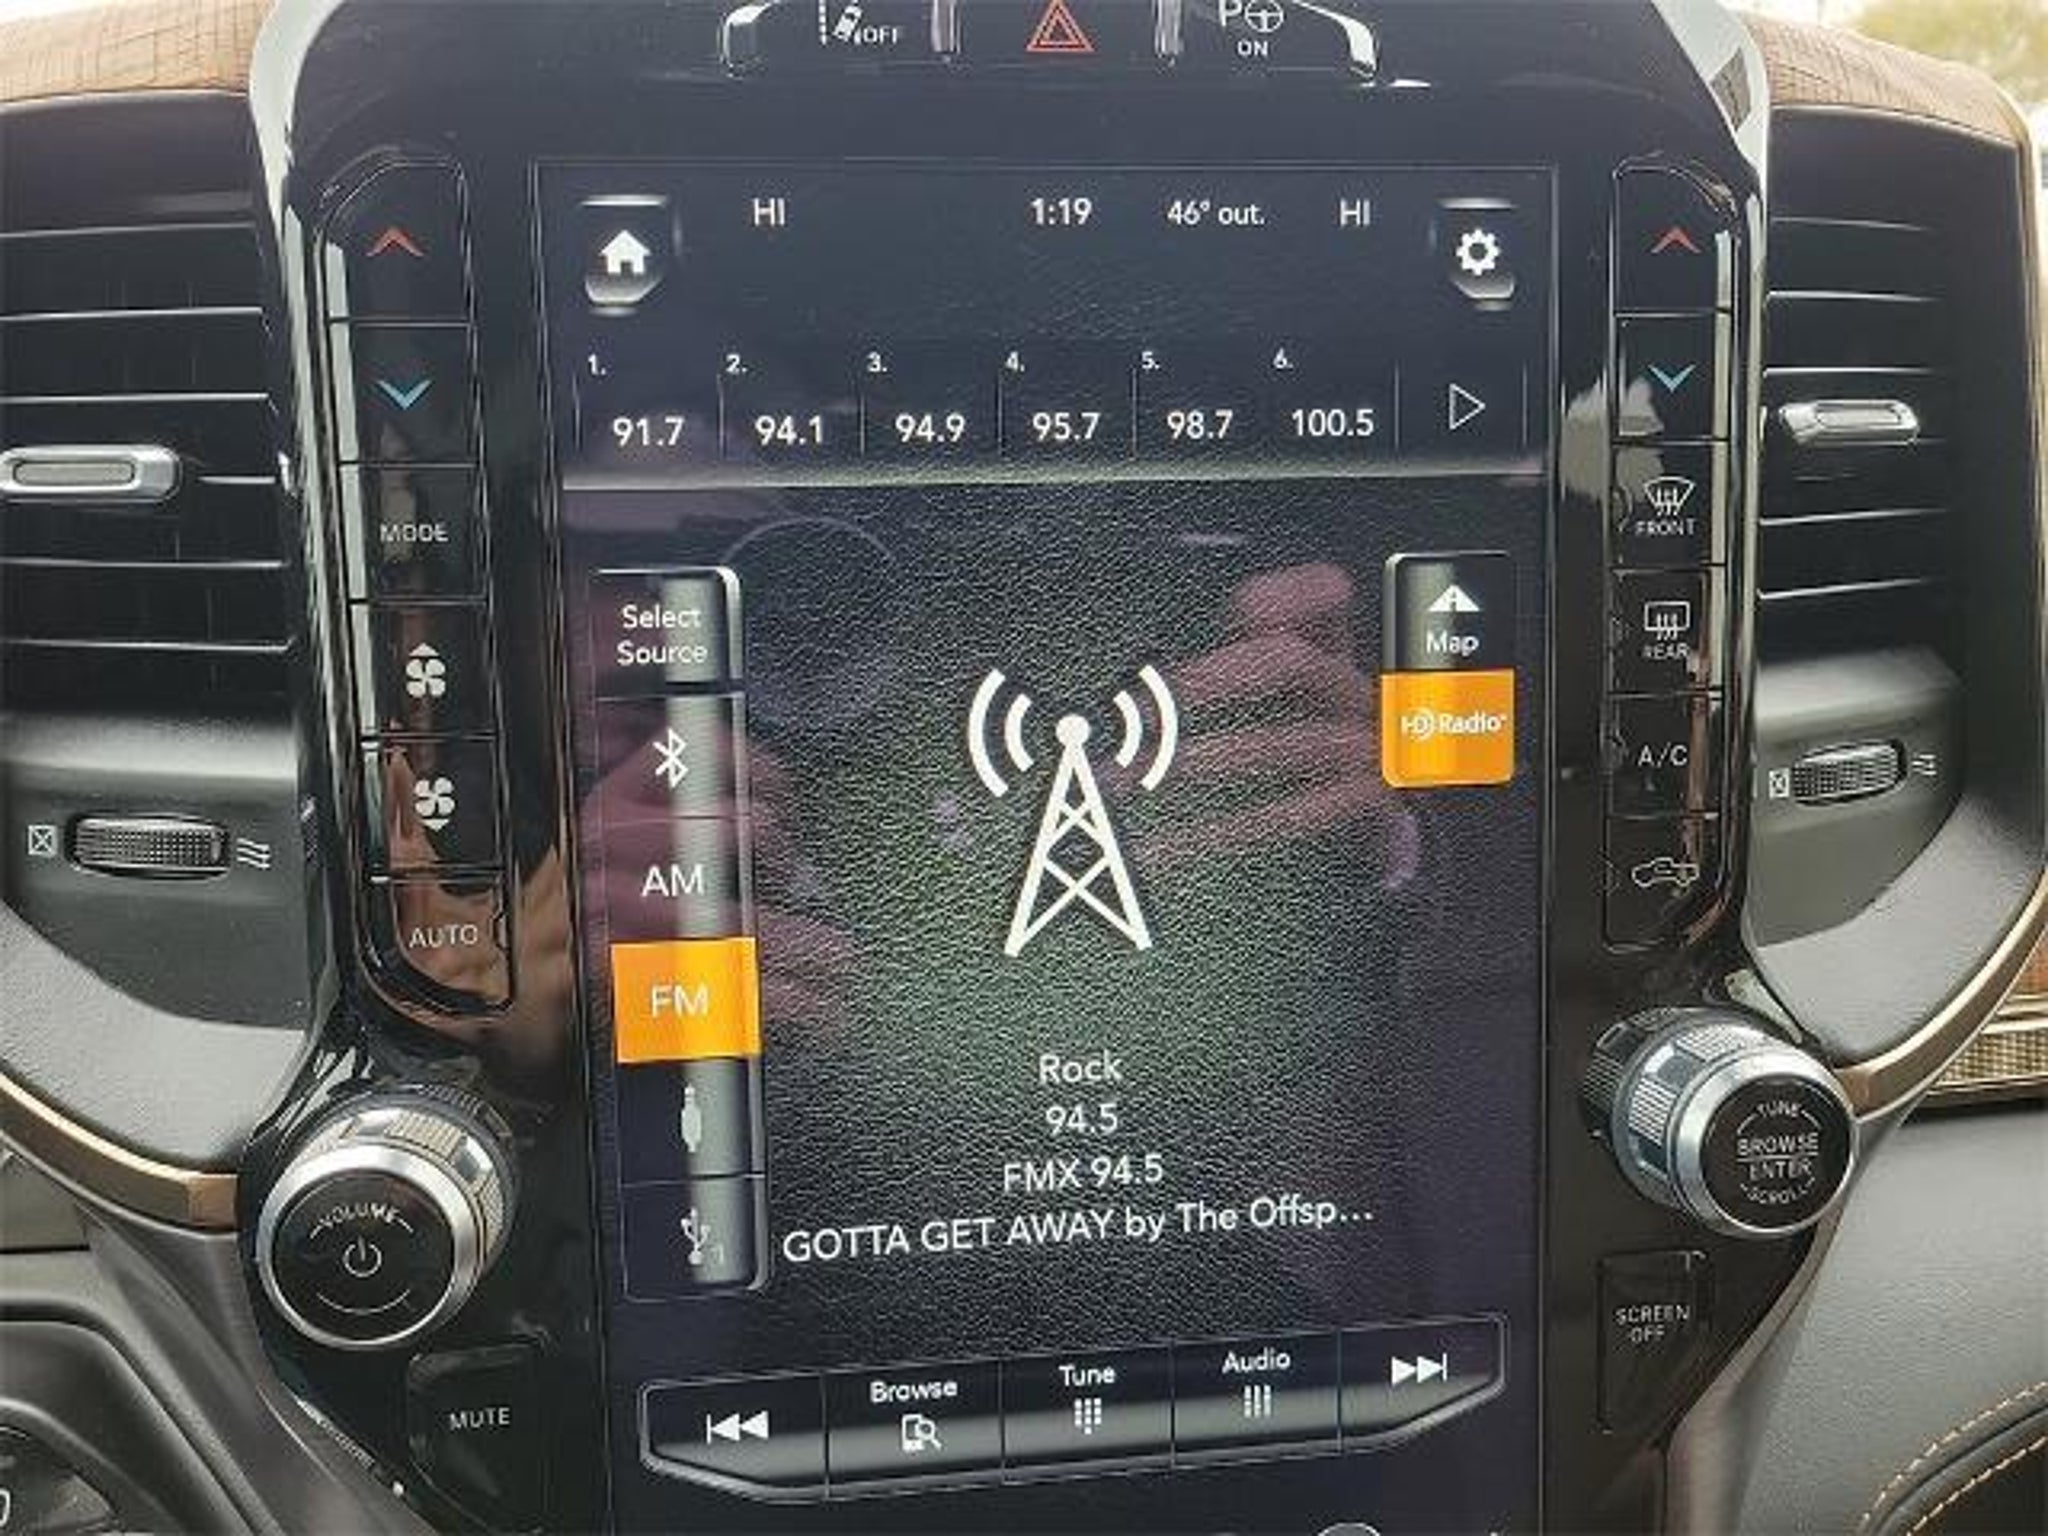 OFF
P ON
HI 1:19 46° out. HI
1. 2. 3. 4. 5. 6.
91.7 94.1 94.9 95.7 98.7 100.5
MODE
FRONT
Select
Source
Map
REAR
HD Radio
A/C
AM
AUTO
FM
Rock
94.5
FMX 94.5
GOTTA GET AWAY by The Offsp...
TUNE
BROWSE
ENTER
SCROLL
VOLUME
SCREEN
OFF
MUTE
Browse
Tune
Audio